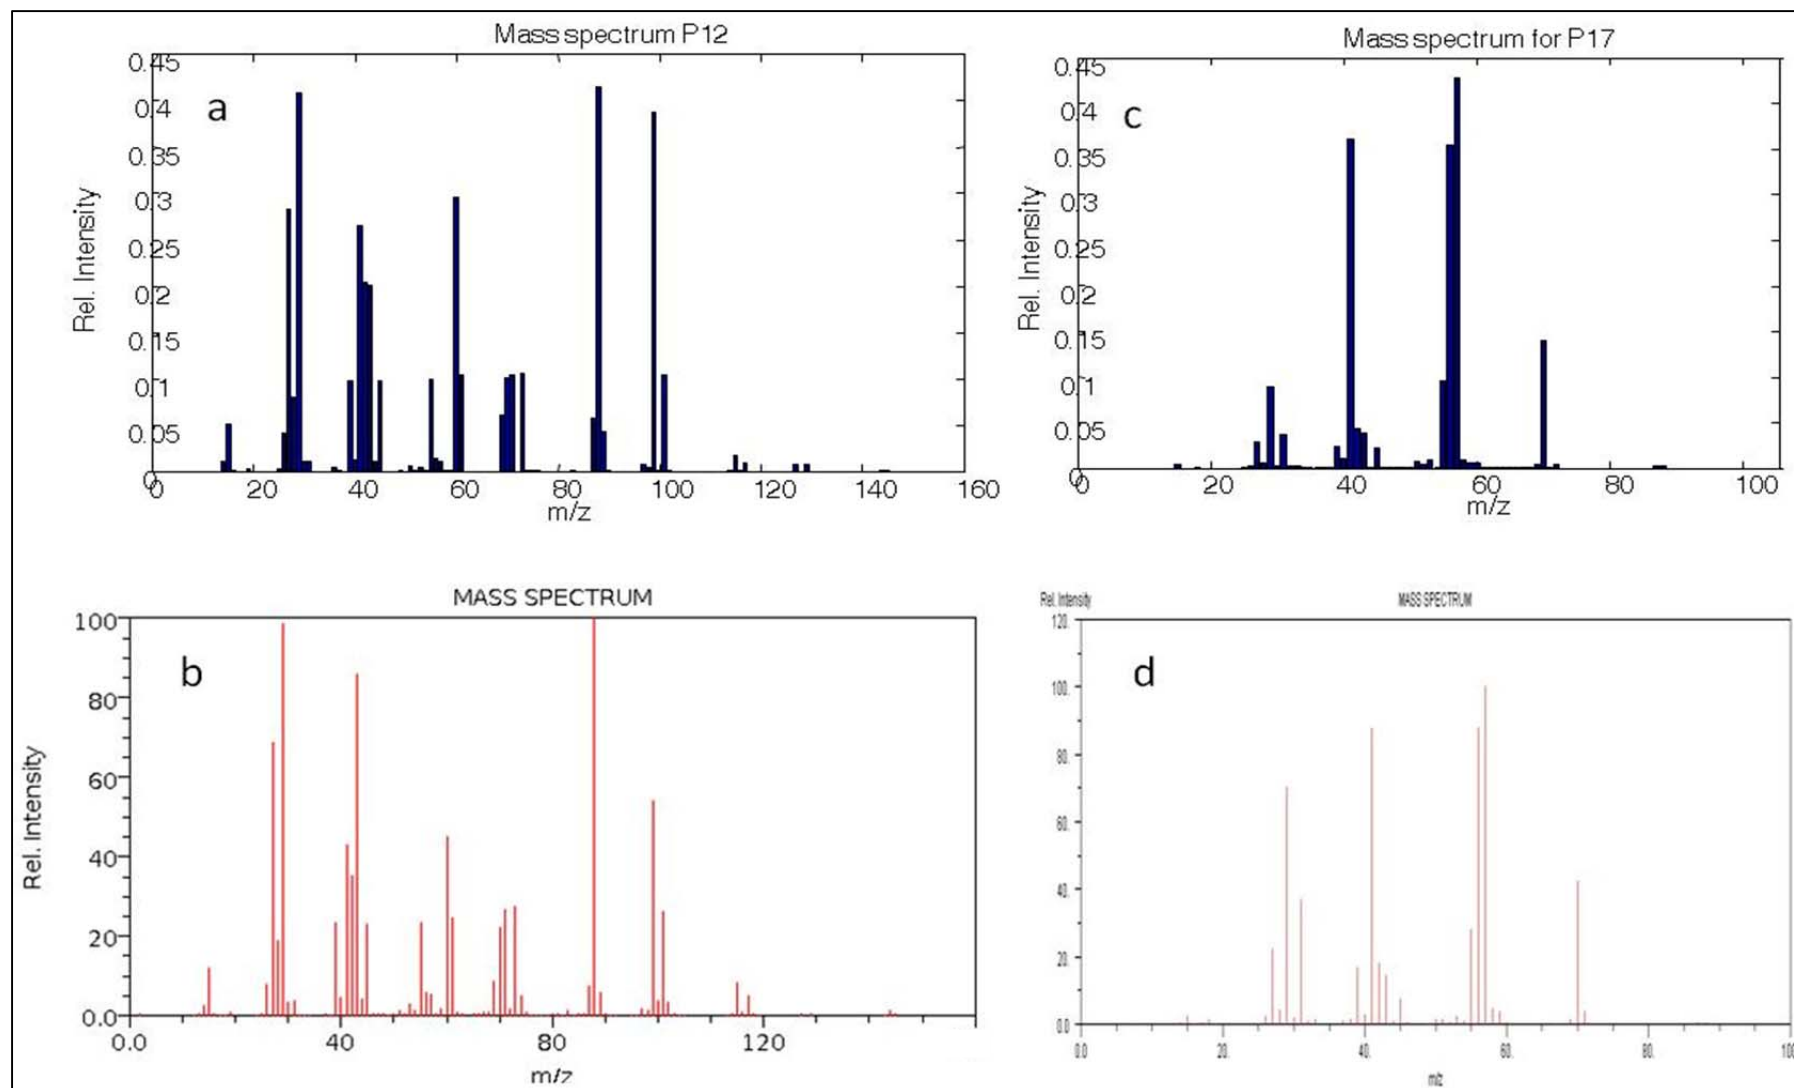 Mass spectrum P12
a
Rel. Intensity
0.45
0.4
0.35
0.3
0.25
0.2
0.15
0.1
0.05
0
0 20 40 60 80 100 120 140 160
m/z
Mass spectrum for P17
c
Rel. Intensity
0.45
0.4
0.35
0.3
0.25
0.2
0.15
0.1
0.05
0
0 20 40 60 80 100
m/z
MASS SPECTRUM
b
Rel. Intensity
100
80
60
40
20
0.0
0.0 40 80 120
m/z
Rel. Intensity
MASS SPECTRUM
d
120.
100.
80.
60.
40.
20.
0.0
0.0 20. 40. 60. 80. 100
m/z